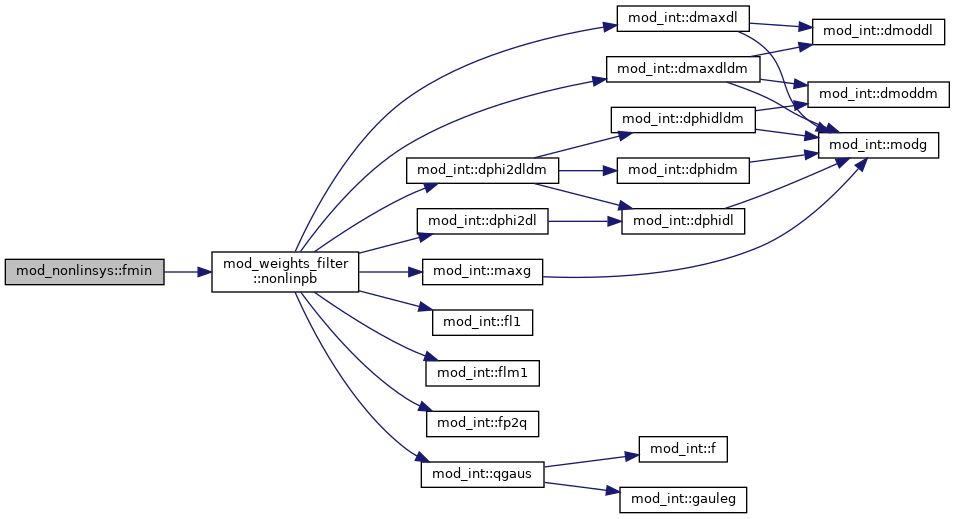 mod_int::dmaxdl
mod_int::dmoddl
mod_int::dmaxdldm
mod_int::dmoddm
mod_int::dphidldm
mod_int::modg
mod_int::dphi2dldm
mod_int::dphidm
mod_int::dphi2dl
mod_int::dphidl
mod_nonlinsys::fmin
mod_weights_filter
::nonlinpb
mod_int::maxg
mod_int::fl1
mod_int::flm1
mod_int::fp2q
mod_int::qgaus
mod_int::f
mod_int::gauleg